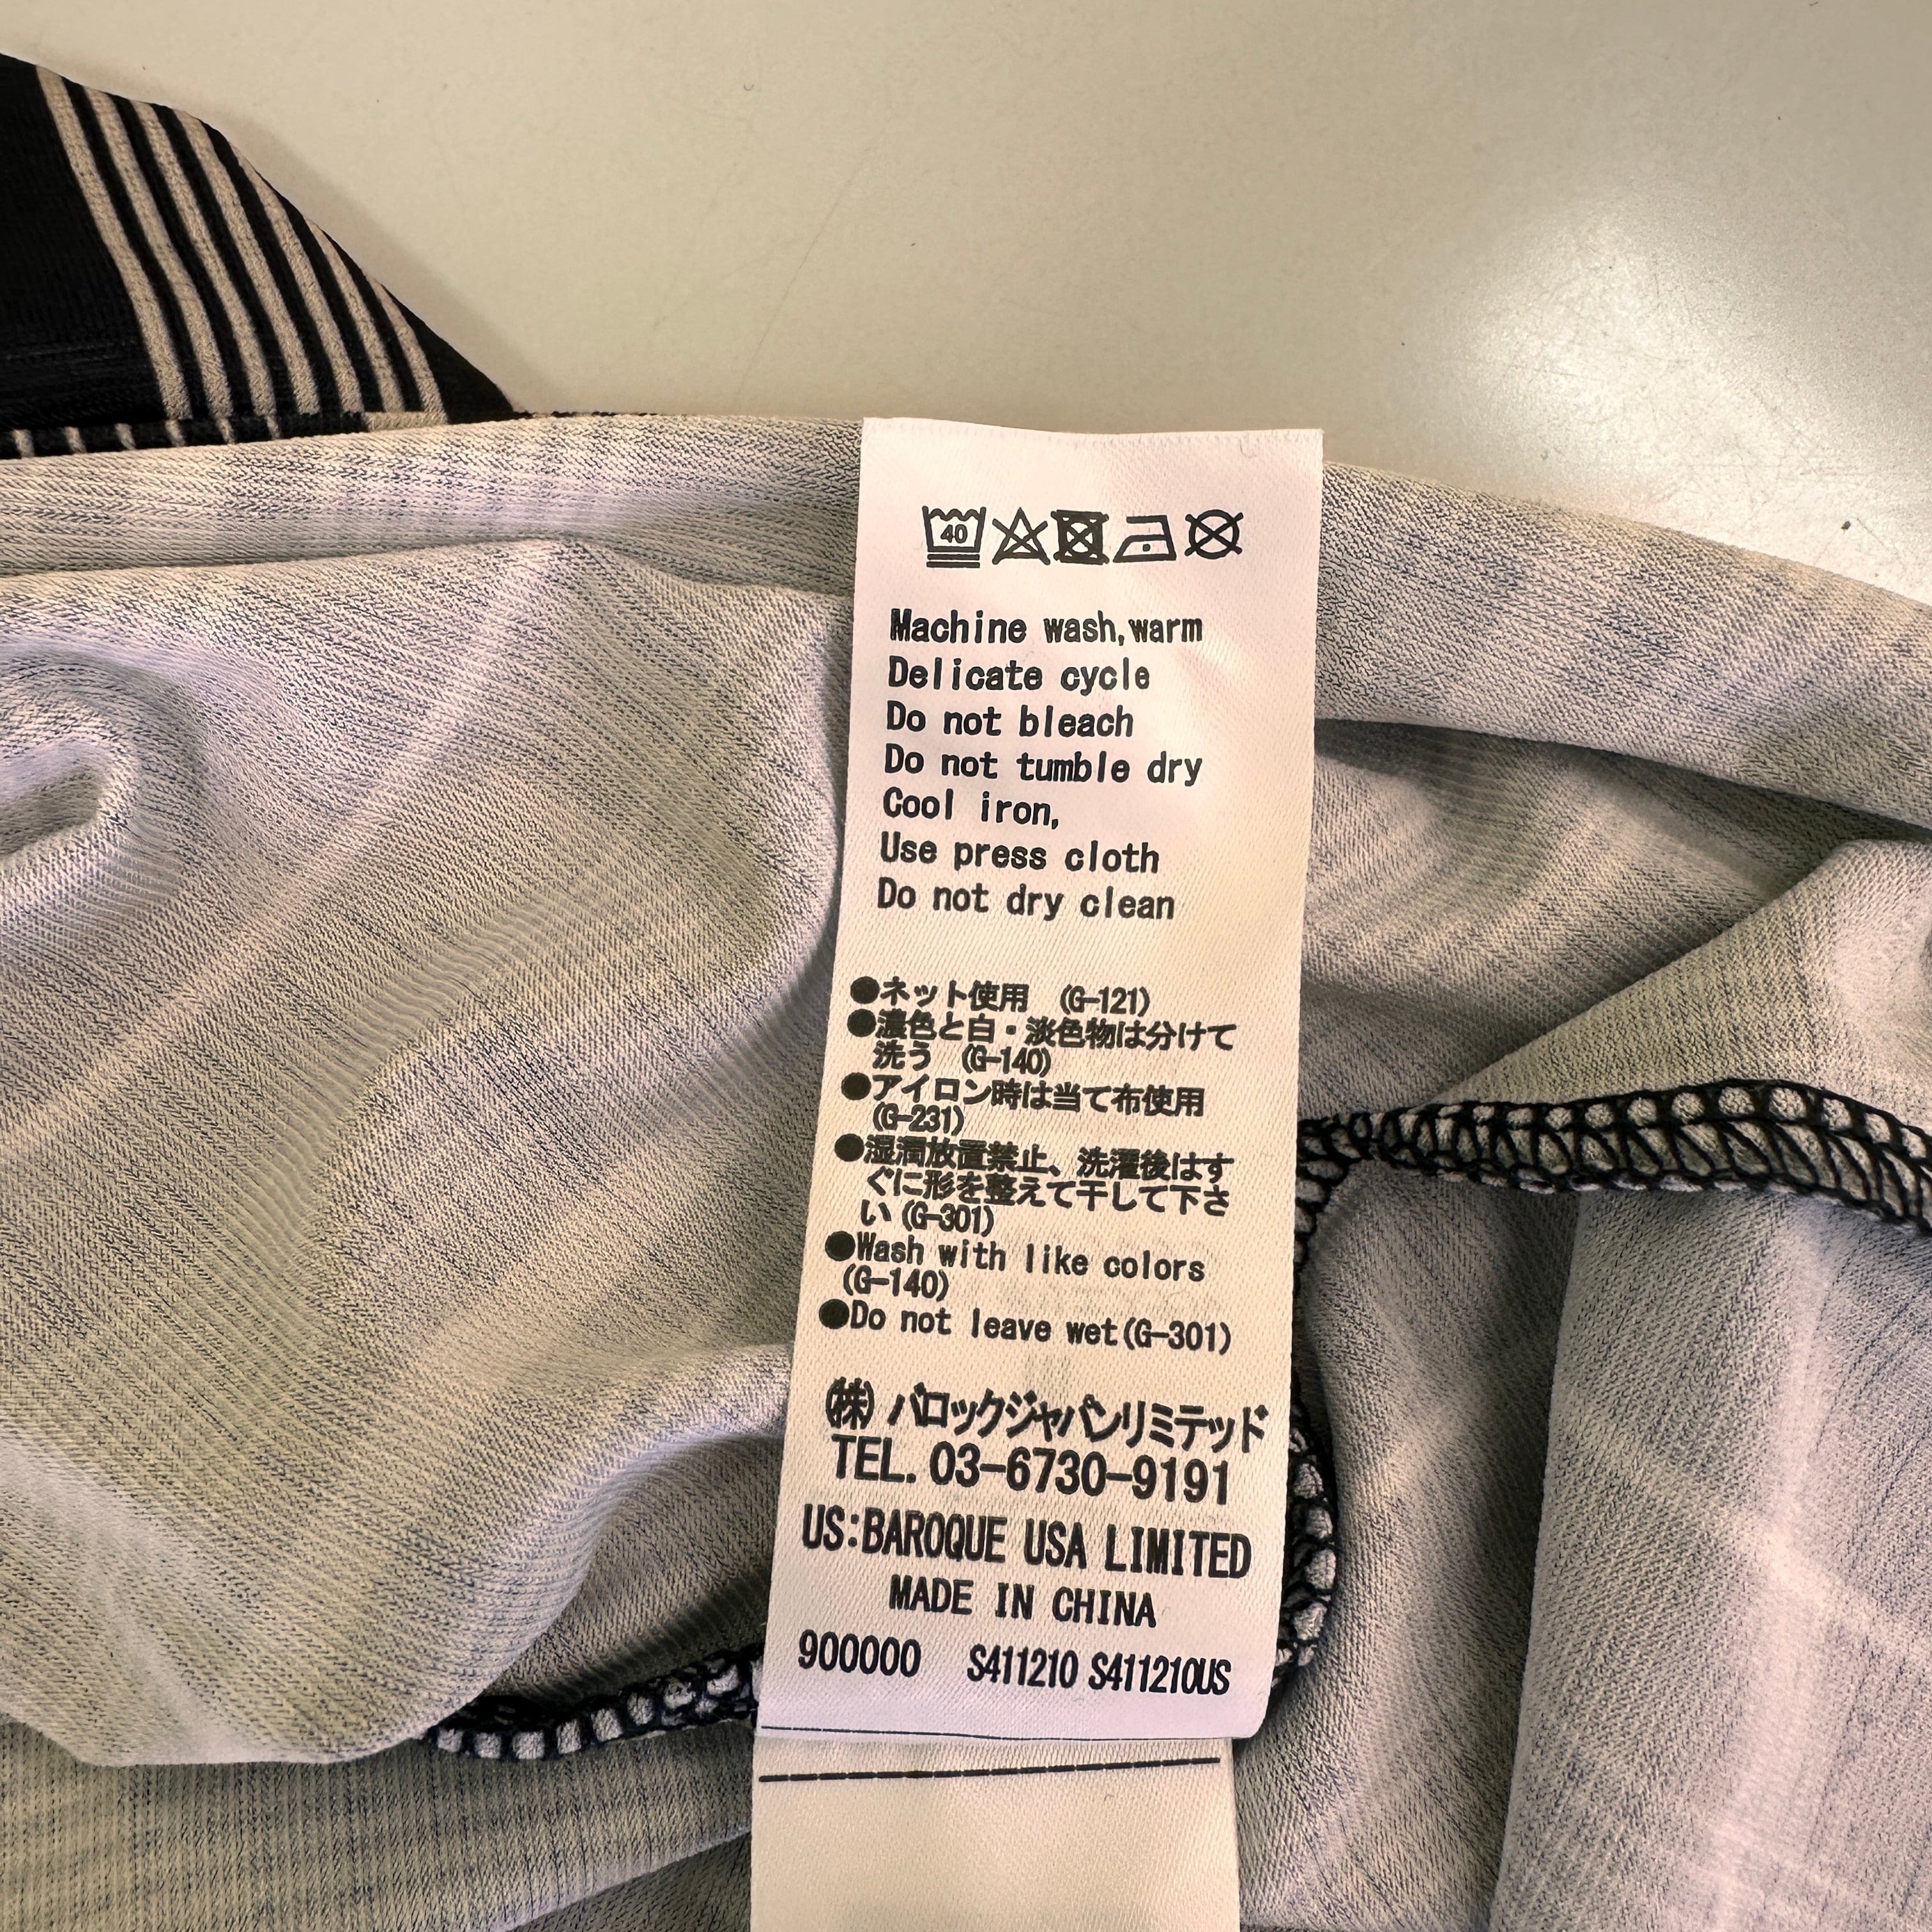 40
Machine wash,warm
Delicate cycle
Do not bleach
Do not tumble dry
Cool iron,
Use press cloth
Do not dry clean
●ネット使用 (G-121)
●濃色と白・淡色物は分けて
洗う (G-140)
●アイロン時は当て布使用
(G-231)
●湿潤放置禁止、洗濯後はす
ぐに形を整えて干して下さ
い (G-301)
●Wash with like colors
(G-140)
●Do not leave wet(G-301)
(株) バロックジャパンリミテッド
TEL. 03-6730-9191
US:BAROQUE USA LIMITED
MADE IN CHINA
900000 S411210 S411210US